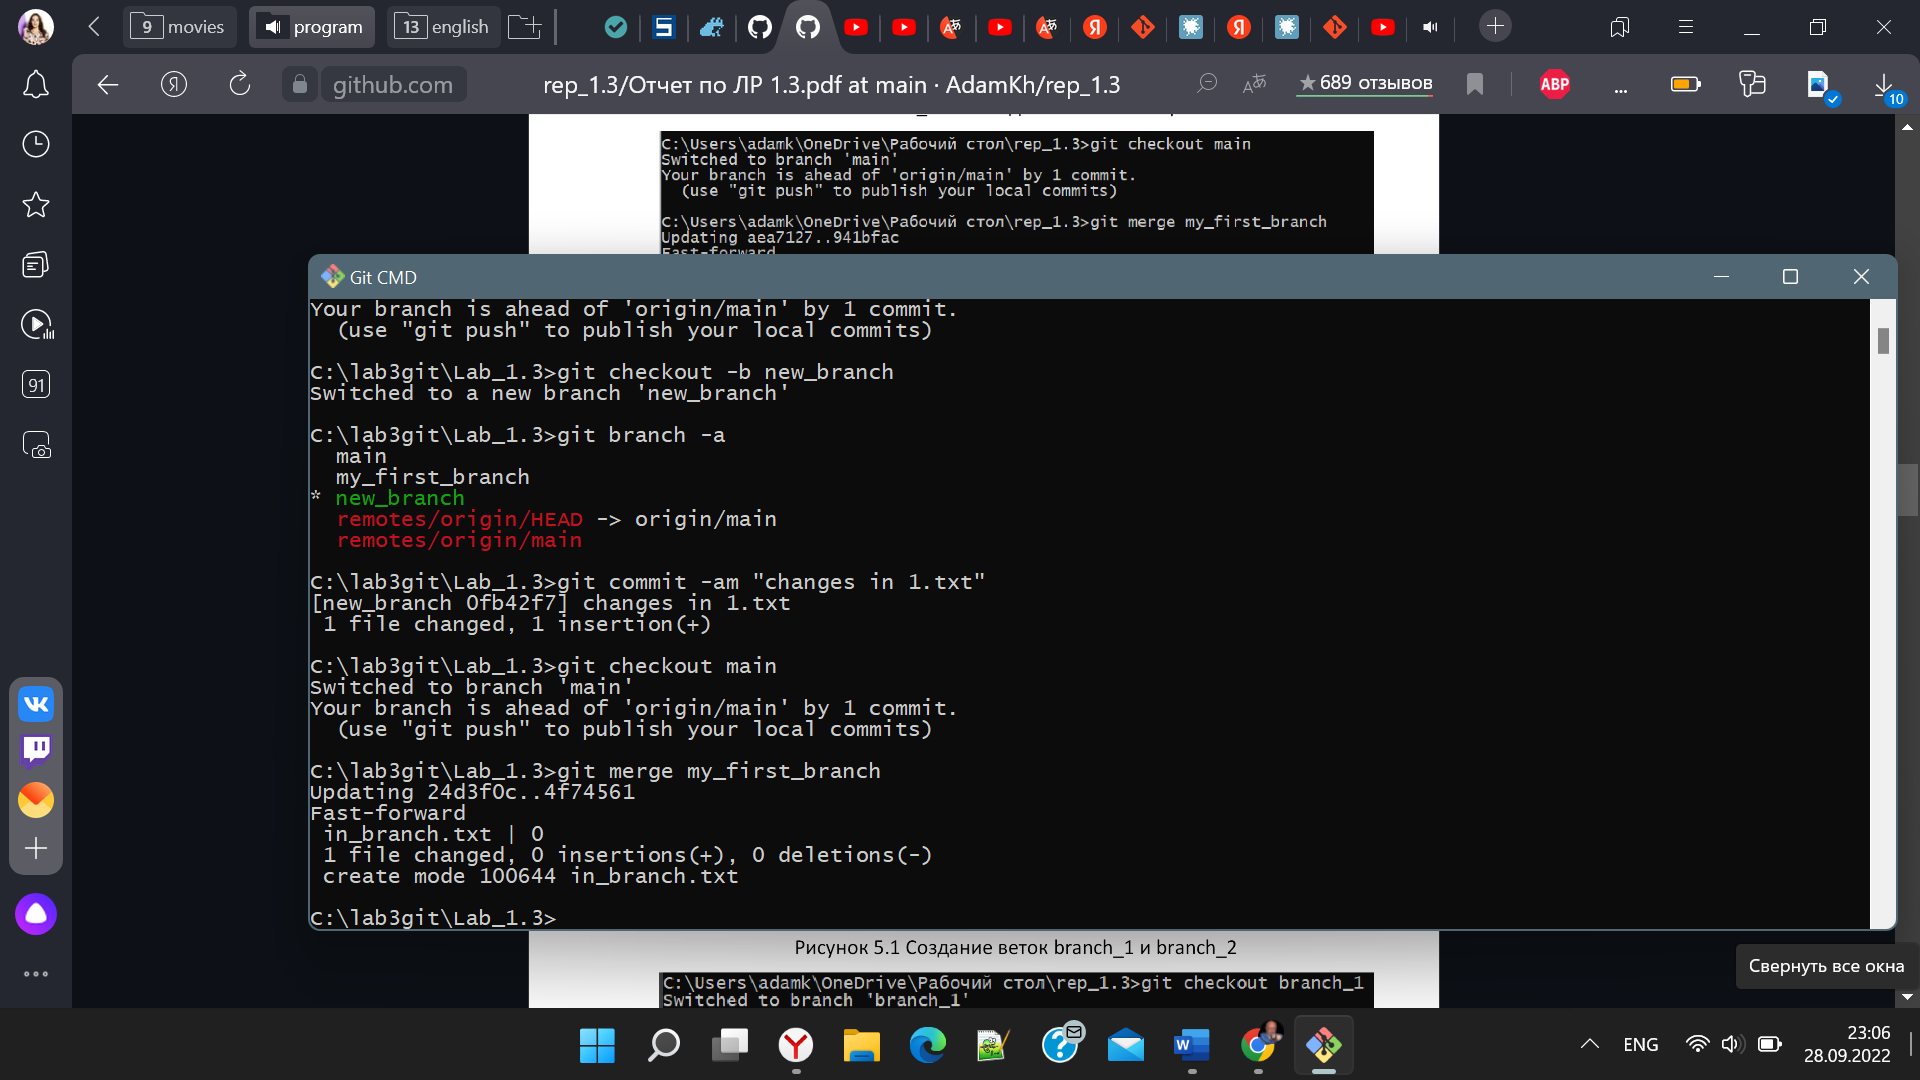 9 movies
program
13 english
github.com
rep_1.3/Отчет по ЛР 1.3.pdf at main · AdamKh/rep_1.3
★ 689 отзывов
ABP
...
10
91
C:\Users\adamk\OneDrive\Рабочий стол\rep_1.3>git checkout main
Switched to branch 'main'
Your branch is ahead of 'origin/main' by 1 commit.
(use "git push" to publish your local commits)
C:\Users\adamk\OneDrive\Рабочий стол\rep_1.3>git merge my_first_branch
Updating aea7127..941bfac
Fast-forward
Git CMD
Your branch is ahead of 'origin/main' by 1 commit.
(use "git push" to publish your local commits)
C:\lab3git\Lab_1.3>git checkout -b new_branch
Switched to a new branch 'new_branch'
C:\lab3git\Lab_1.3>git branch -a
main
my_first_branch
* new_branch
remotes/origin/HEAD -> origin/main
remotes/origin/main
C:\lab3git\Lab_1.3>git commit -am "changes in 1.txt"
[new_branch 0fb42f7] changes in 1.txt
1 file changed, 1 insertion(+)
C:\lab3git\Lab_1.3>git checkout main
Switched to branch 'main'
Your branch is ahead of 'origin/main' by 1 commit.
(use "git push" to publish your local commits)
C:\lab3git\Lab_1.3>git merge my_first_branch
Updating 24d3f0c..4f74561
Fast-forward
in_branch.txt | 0
1 file changed, 0 insertions(+), 0 deletions(-)
create mode 100644 in_branch.txt
C:\lab3git\Lab_1.3>
Рисунок 5.1 Создание веток branch_1 и branch_2
Свернуть все окна
C:\Users\adamk\OneDrive\Рабочий стол\rep_1.3>git checkout branch_1
Switched to branch 'branch_1'
ENG
23:06
28.09.2022